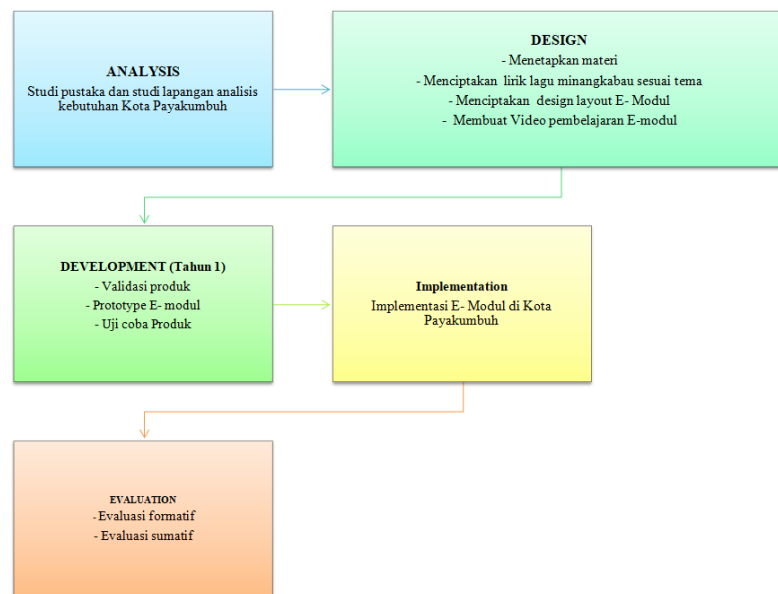 ANALYSIS
Studi pustaka dan studi lapangan analisis
kebutuhan Kota Payakumbuh
DESIGN
- Menetapkan materi
- Menciptakan lirik lagu minangkabau sesuai tema
- Menciptakan design layout E- Modul
- Membuat Video pembelajaran E-modul
DEVELOPMENT (Tahun 1)
- Validasi produk
- Prototype E- modul
- Uji coba Produk
Implementation
Implementasi E- Modul di Kota
Payakumbuh
EVALUATION
- Evaluasi formatif
- Evaluasi sumatif